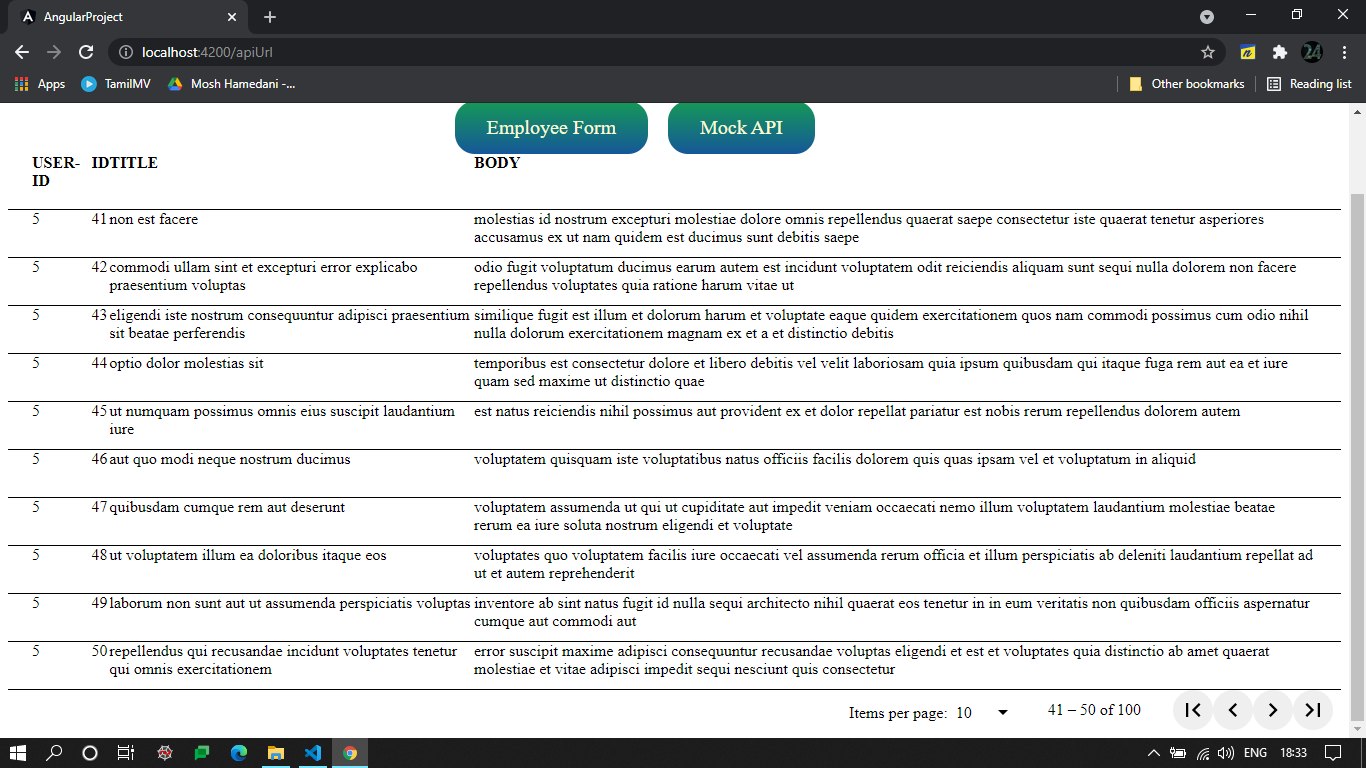 AngularProject
localhost:4200/apiUrl
24
Apps TamilMV Mosh Hamedani -... Other bookmarks Reading list
Employee Form Mock API
USER- ID TITLE BODY
ID
5 41 non est facere molestias id nostrum excepturi molestiae dolore omnis repellendus quaerat saepe consectetur iste quaerat tenetur asperiores
accusamus ex ut nam quidem est ducimus sunt debitis saepe
5 42 commodi ullam sint et excepturi error explicabo odio fugit voluptatum ducimus earum autem est incidunt voluptatem odit reiciendis aliquam sunt sequi nulla dolorem non facere
praesentium voluptas repellendus voluptates quia ratione harum vitae ut
5 43 eligendi iste nostrum consequuntur adipisci praesentium similique fugit est illum et dolorum harum et voluptate eaque quidem exercitationem quos nam commodi possimus cum odio nihil
sit beatae perferendis nulla dolorum exercitationem magnam ex et a et distinctio debitis
5 44 optio dolor molestias sit temporibus est consectetur dolore et libero debitis vel velit laboriosam quia ipsum quibusdam qui itaque fuga rem aut ea et iure
quam sed maxime ut distinctio quae
5 45 ut numquam possimus omnis eius suscipit laudantium est natus reiciendis nihil possimus aut provident ex et dolor repellat pariatur est nobis rerum repellendus dolorem autem
iure
5 46 aut quo modi neque nostrum ducimus voluptatem quisquam iste voluptatibus natus officiis facilis dolorem quis quas ipsam vel et voluptatum in aliquid
5 47 quibusdam cumque rem aut deserunt voluptatem assumenda ut qui ut cupiditate aut impedit veniam occaecati nemo illum voluptatem laudantium molestiae beatae
rerum ea iure soluta nostrum eligendi et voluptate
5 48 ut voluptatem illum ea doloribus itaque eos voluptates quo voluptatem facilis iure occaecati vel assumenda rerum officia et illum perspiciatis ab deleniti laudantium repellat ad
ut et autem reprehenderit
5 49 laborum non sunt aut ut assumenda perspiciatis voluptas inventore ab sint natus fugit id nulla sequi architecto nihil quaerat eos tenetur in in eum veritatis non quibusdam officiis aspernatur
cumque aut commodi aut
5 50 repellendus qui recusandae incidunt voluptates tenetur error suscipit maxime adipisci consequuntur recusandae voluptas eligendi et est et voluptates quia distinctio ab amet quaerat
qui omnis exercitationem molestiae et vitae adipisci impedit sequi nesciunt quis consectetur
Items per page: 10 41 – 50 of 100
ENG 18:33